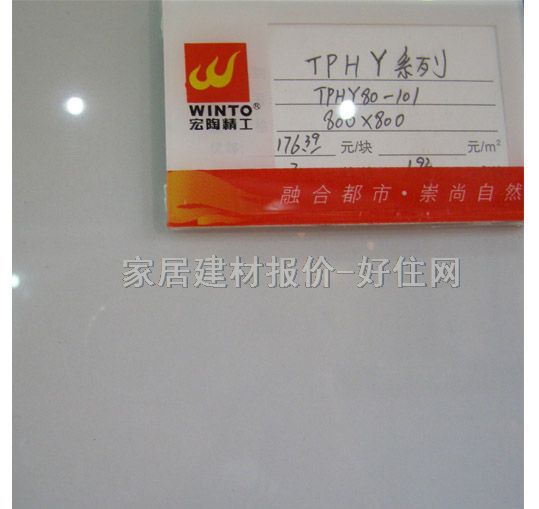 TPHY系列
WINTO®
宏陶精工
TPHY80-101
800×800
176.39 元/块 元/m²
融合都市·崇尚自然
家居建材报价-好住网